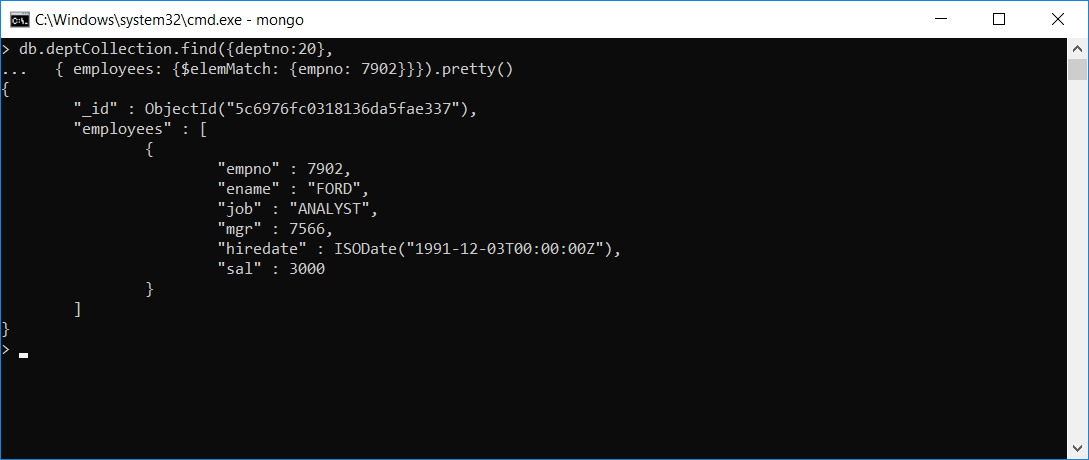 C:\Windows\system32\cmd.exe - mongo
> db.deptCollection.find({deptno:20},
...   { employees: {$elemMatch: {empno: 7902}}}).pretty()
{
        "_id" : ObjectId("5c6976fc0318136da5fae337"),
        "employees" : [
                {
                        "empno" : 7902,
                        "ename" : "FORD",
                        "job" : "ANALYST",
                        "mgr" : 7566,
                        "hiredate" : ISODate("1991-12-03T00:00:00Z"),
                        "sal" : 3000
                }
        ]
}
>